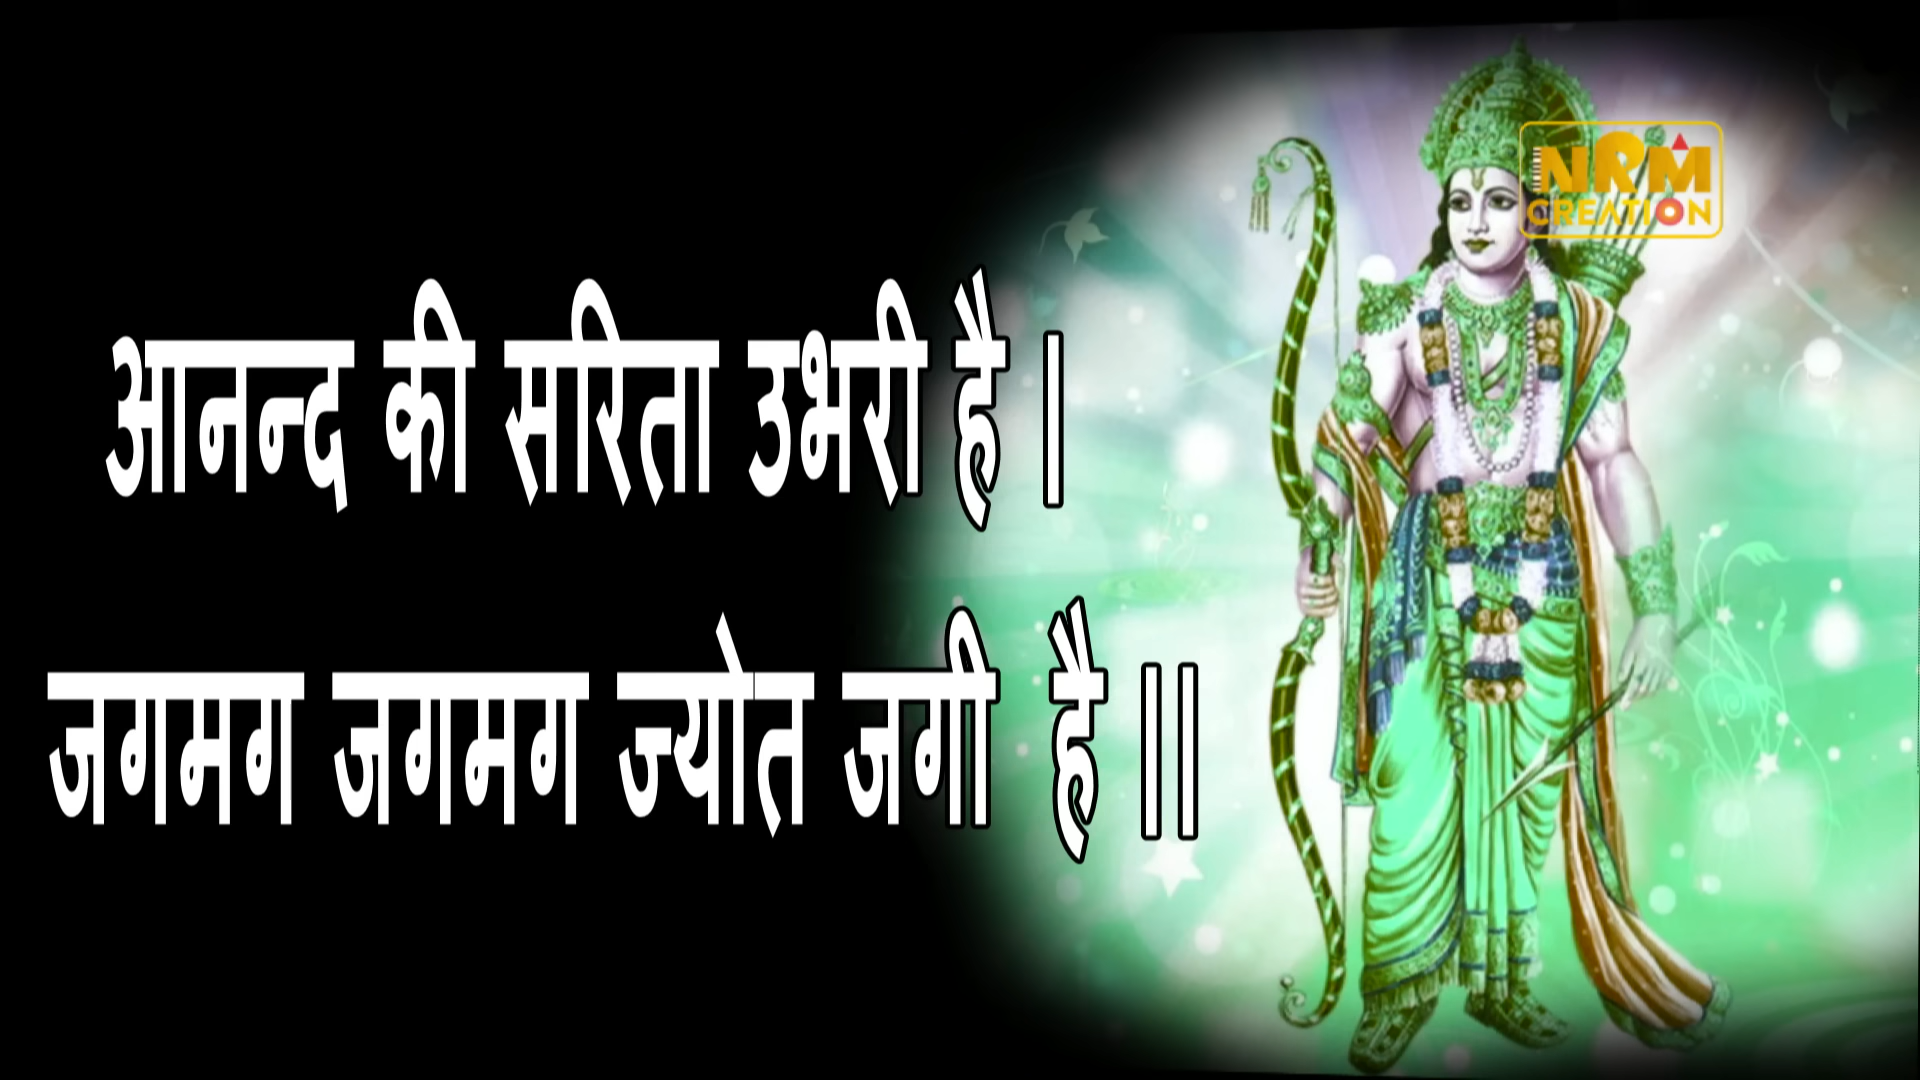 NRM
CREATION
आनन्द की सरिता उभरी है ।
जगमग जगमग ज्योत जगी है ।।